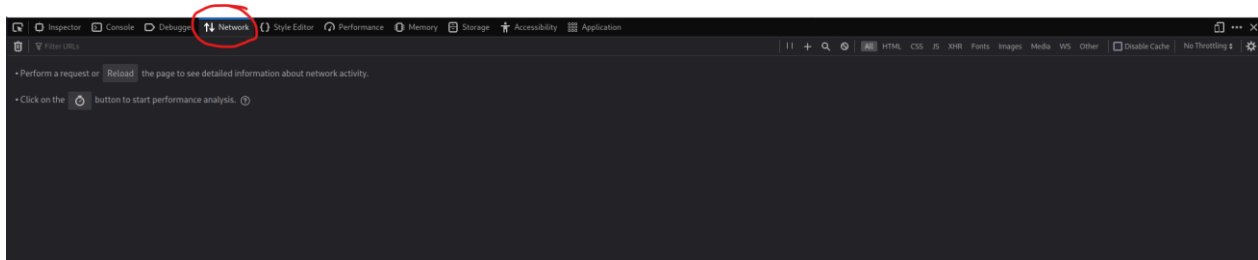 Inspector Console Debugge Network Style Editor Performance Memory Storage Accessibility Application
Filter URLs All HTML CSS JS XHR Fonts Images Media WS Other Disable Cache No Throttling
• Perform a request or Reload the page to see detailed information about network activity.
• Click on the button to start performance analysis. ?